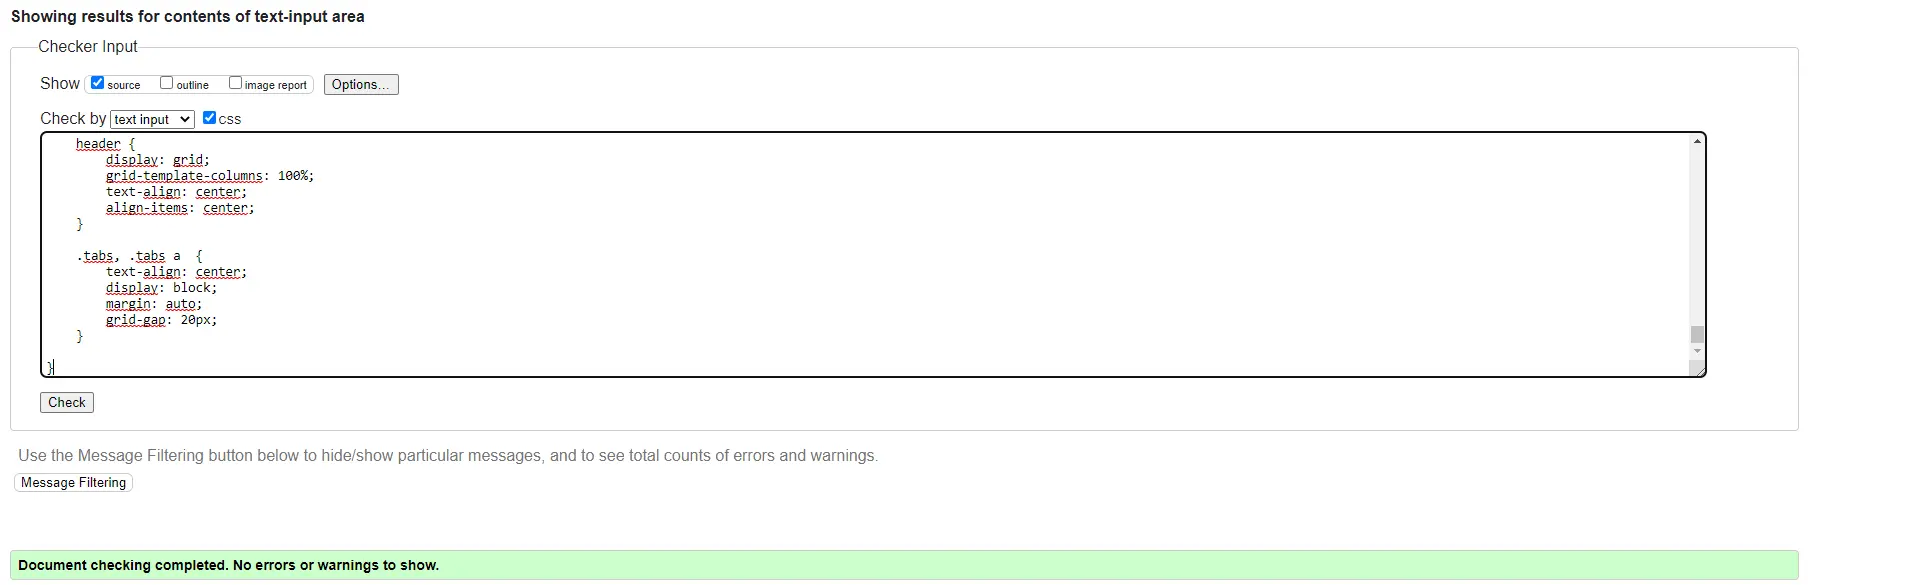 Showing results for contents of text-input area
Checker Input
Show source outline image report Options...
Check by text input css
header {
display: grid;
grid-template-columns: 100%;
text-align: center;
align-items: center;
}
.tabs, .tabs a {
text-align: center;
display: block;
margin: auto;
grid-gap: 20px;
}
}
Check
Use the Message Filtering button below to hide/show particular messages, and to see total counts of errors and warnings.
Message Filtering
Document checking completed. No errors or warnings to show.